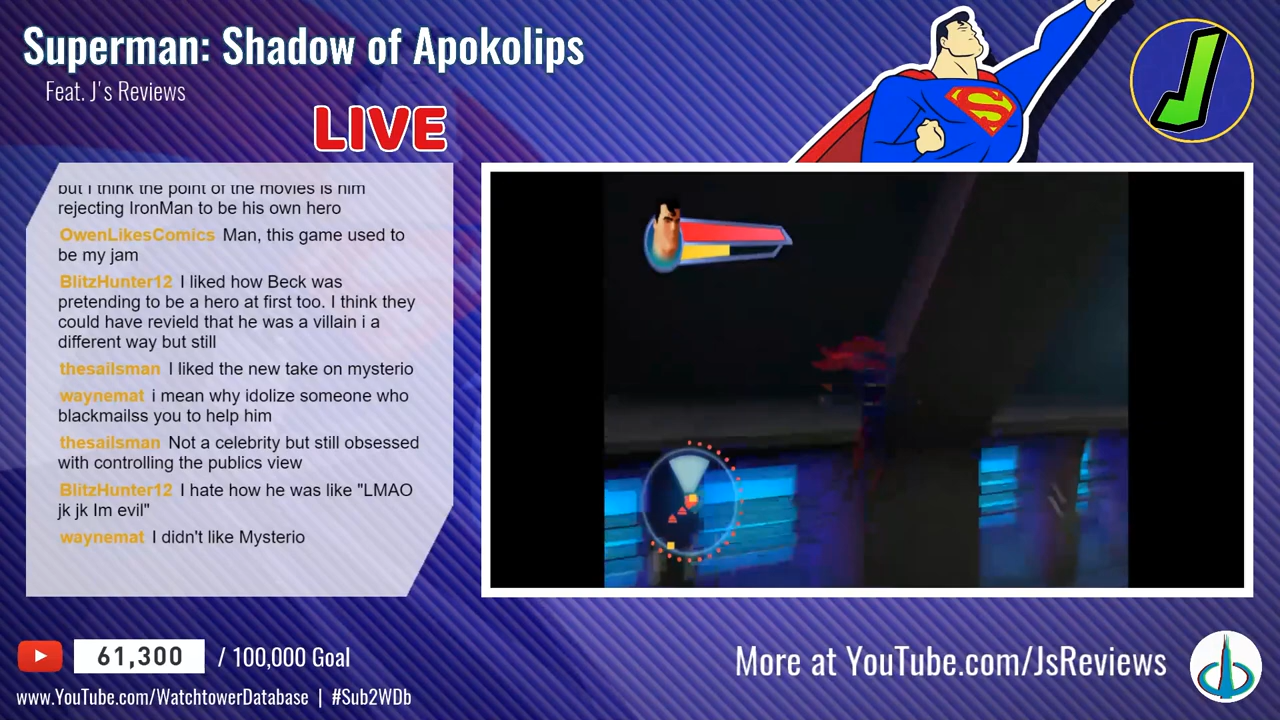 Superman: Shadow of Apokolips
Feat. J's Reviews
LIVE
but i think the point of the movies is him
rejecting IronMan to be his own hero
OwenLikesComics Man, this game used to
be my jam
BlitzHunter12 I liked how Beck was
pretending to be a hero at first too. I think they
could have revield that he was a villain i a
different way but still
thesailsman I liked the new take on mysterio
waynemat i mean why idolize someone who
blackmailss you to help him
thesailsman Not a celebrity but still obsessed
with controlling the publics view
BlitzHunter12 I hate how he was like "LMAO
jk jk Im evil"
waynemat I didn't like Mysterio
61,300 / 100,000 Goal
www.YouTube.com/WatchtowerDatabase | #Sub2WDb
More at YouTube.com/JsReviews
J
S